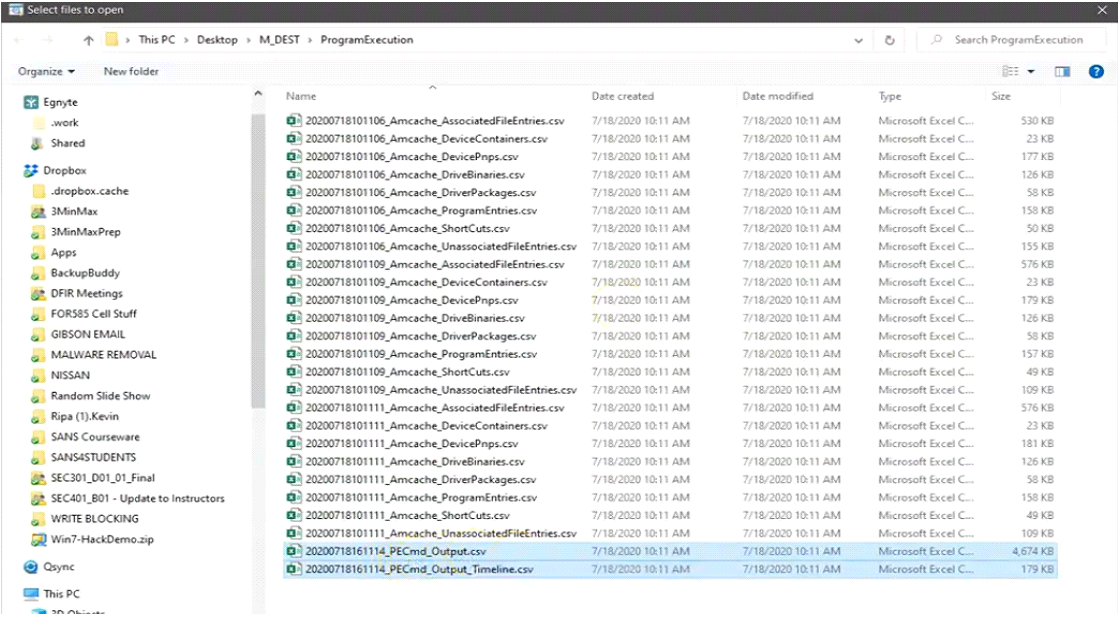 Select files to open
This PC > Desktop > M_DEST > ProgramExecution
Search ProgramExecution
Organize
New folder
Egnyte
.work
Shared
Dropbox
.dropbox.cache
3MinMax
3MinMaxPrep
Apps
BackupBuddy
DFIR Meetings
FOR585 Cell Stuff
GIBSON EMAIL
MALWARE REMOVAL
NISSAN
Random Slide Show
Ripa (1).Kevin
SANS Courseware
SANS4STUDENTS
SEC301_D01_01_Final
SEC401_B01 - Update to Instructors
WRITE BLOCKING
Win7-HackDemo.zip
Qsync
This PC
3D Objects
Name Date created Date modified Type Size
20200718101106_Amcache_AssociatedFileEntries.csv 7/18/2020 10:11 AM 7/18/2020 10:11 AM Microsoft Excel C... 530 KB
20200718101106_Amcache_DeviceContainers.csv 7/18/2020 10:11 AM 7/18/2020 10:11 AM Microsoft Excel C... 23 KB
20200718101106_Amcache_DevicePnps.csv 7/18/2020 10:11 AM 7/18/2020 10:11 AM Microsoft Excel C... 177 KB
20200718101106_Amcache_DriveBinaries.csv 7/18/2020 10:11 AM 7/18/2020 10:11 AM Microsoft Excel C... 126 KB
20200718101106_Amcache_DriverPackages.csv 7/18/2020 10:11 AM 7/18/2020 10:11 AM Microsoft Excel C... 58 KB
20200718101106_Amcache_ProgramEntries.csv 7/18/2020 10:11 AM 7/18/2020 10:11 AM Microsoft Excel C... 158 KB
20200718101106_Amcache_ShortCuts.csv 7/18/2020 10:11 AM 7/18/2020 10:11 AM Microsoft Excel C... 50 KB
20200718101106_Amcache_UnassociatedFileEntries.csv 7/18/2020 10:11 AM 7/18/2020 10:11 AM Microsoft Excel C... 155 KB
20200718101109_Amcache_AssociatedFileEntries.csv 7/18/2020 10:11 AM 7/18/2020 10:11 AM Microsoft Excel C... 576 KB
20200718101109_Amcache_DeviceContainers.csv 7/18/2020 10:11 AM 7/18/2020 10:11 AM Microsoft Excel C... 23 KB
20200718101109_Amcache_DevicePnps.csv 7/18/2020 10:11 AM 7/18/2020 10:11 AM Microsoft Excel C... 179 KB
20200718101109_Amcache_DriveBinaries.csv 7/18/2020 10:11 AM 7/18/2020 10:11 AM Microsoft Excel C... 126 KB
20200718101109_Amcache_DriverPackages.csv 7/18/2020 10:11 AM 7/18/2020 10:11 AM Microsoft Excel C... 58 KB
20200718101109_Amcache_ProgramEntries.csv 7/18/2020 10:11 AM 7/18/2020 10:11 AM Microsoft Excel C... 157 KB
20200718101109_Amcache_ShortCuts.csv 7/18/2020 10:11 AM 7/18/2020 10:11 AM Microsoft Excel C... 49 KB
20200718101109_Amcache_UnassociatedFileEntries.csv 7/18/2020 10:11 AM 7/18/2020 10:11 AM Microsoft Excel C... 109 KB
20200718101111_Amcache_AssociatedFileEntries.csv 7/18/2020 10:11 AM 7/18/2020 10:11 AM Microsoft Excel C... 576 KB
20200718101111_Amcache_DeviceContainers.csv 7/18/2020 10:11 AM 7/18/2020 10:11 AM Microsoft Excel C... 23 KB
20200718101111_Amcache_DevicePnps.csv 7/18/2020 10:11 AM 7/18/2020 10:11 AM Microsoft Excel C... 181 KB
20200718101111_Amcache_DriveBinaries.csv 7/18/2020 10:11 AM 7/18/2020 10:11 AM Microsoft Excel C... 126 KB
20200718101111_Amcache_DriverPackages.csv 7/18/2020 10:11 AM 7/18/2020 10:11 AM Microsoft Excel C... 58 KB
20200718101111_Amcache_ProgramEntries.csv 7/18/2020 10:11 AM 7/18/2020 10:11 AM Microsoft Excel C... 158 KB
20200718101111_Amcache_ShortCuts.csv 7/18/2020 10:11 AM 7/18/2020 10:11 AM Microsoft Excel C... 49 KB
20200718101111_Amcache_UnassociatedFileEntries.csv 7/18/2020 10:11 AM 7/18/2020 10:11 AM Microsoft Excel C... 109 KB
20200718161114_PECmd_Output.csv 7/18/2020 10:11 AM 7/18/2020 10:11 AM Microsoft Excel C... 4,674 KB
20200718161114_PECmd_Output_Timeline.csv 7/18/2020 10:11 AM 7/18/2020 10:11 AM Microsoft Excel C... 179 KB